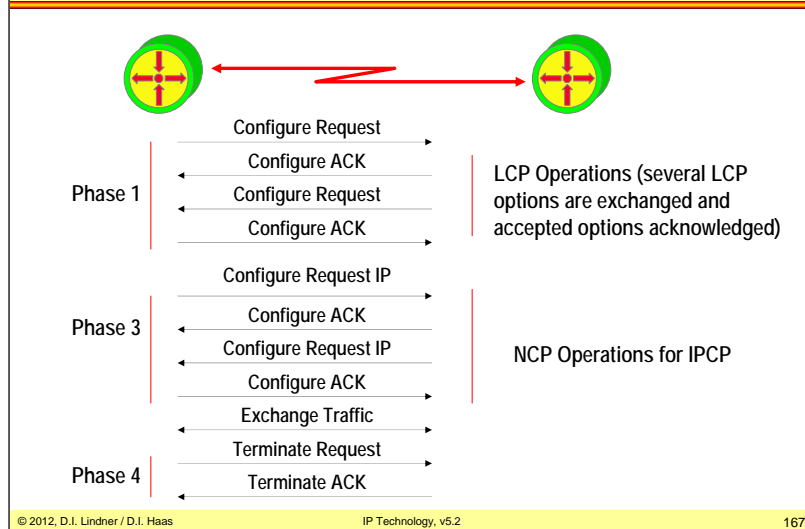 Configure Request
Configure ACK
Phase 1
Configure Request
Configure ACK
LCP Operations (several LCP
options are exchanged and
accepted options acknowledged)
Configure Request IP
Configure ACK
Phase 3
Configure Request IP
Configure ACK
NCP Operations for IPCP
Exchange Traffic
Terminate Request
Phase 4
Terminate ACK
© 2012, D.I. Lindner / D.I. Haas
IP Technology, v5.2
167